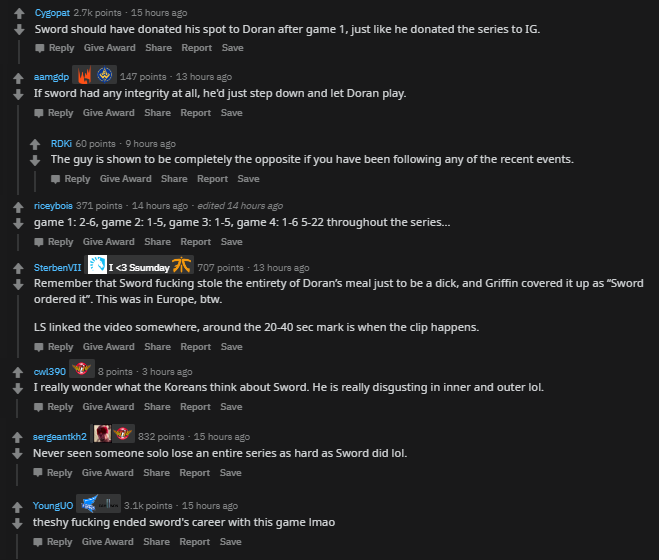 Cygopat 2.7k points · 15 hours ago
Sword should have donated his spot to Doran after game 1, just like he donated the series to IG.
Reply Give Award Share Report Save
aamgdp 147 points · 13 hours ago
If sword had any integrity at all, he'd just step down and let Doran play.
Reply Give Award Share Report Save
RDKi 60 points · 9 hours ago
The guy is shown to be completely the opposite if you have been following any of the recent events.
Reply Give Award Share Report Save
riceybois 371 points · 14 hours ago · edited 14 hours ago
game 1: 2-6, game 2: 1-5, game 3: 1-5, game 4: 1-6 5-22 throughout the series...
Reply Give Award Share Report Save
SterbenVII I <3 Ssumday 707 points · 13 hours ago
Remember that Sword fucking stole the entirety of Doran's meal just to be a dick, and Griffin covered it up as “Sword
ordered it”. This was in Europe, btw.
LS linked the video somewhere, around the 20-40 sec mark is when the clip happens.
Reply Give Award Share Report Save
cwl390 8 points · 3 hours ago
I really wonder what the Koreans think about Sword. He is really disgusting in inner and outer lol.
Reply Give Award Share Report Save
sergeantkh2 832 points · 15 hours ago
Never seen someone solo lose an entire series as hard as Sword did lol.
Reply Give Award Share Report Save
YoungUO 3.1k points · 15 hours ago
theshy fucking ended sword's career with this game lmao
Reply Give Award Share Report Save